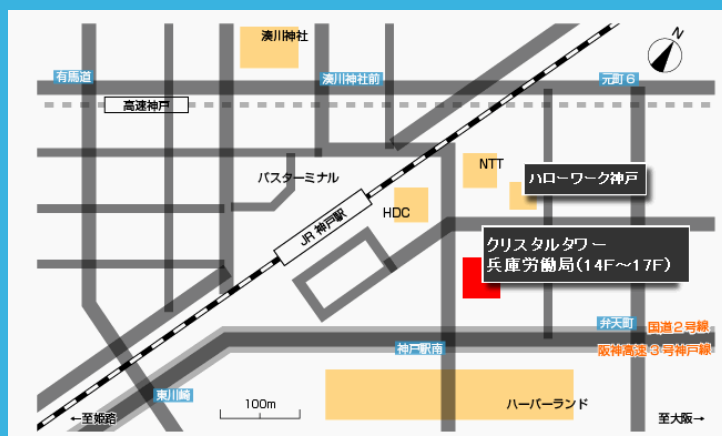 湊川神社
N
有馬道
湊川神社前
元町6
高速神戸
バスターミナル
NTT
ハローワーク神戸
HDC
JR 神戸駅
クリスタルタワー
兵庫労働局(14F～17F)
弁天町
国道2号線
神戸駅南
阪神高速3号神戸線
東川崎
100m
ハーバーランド
←至姫路
至大阪→